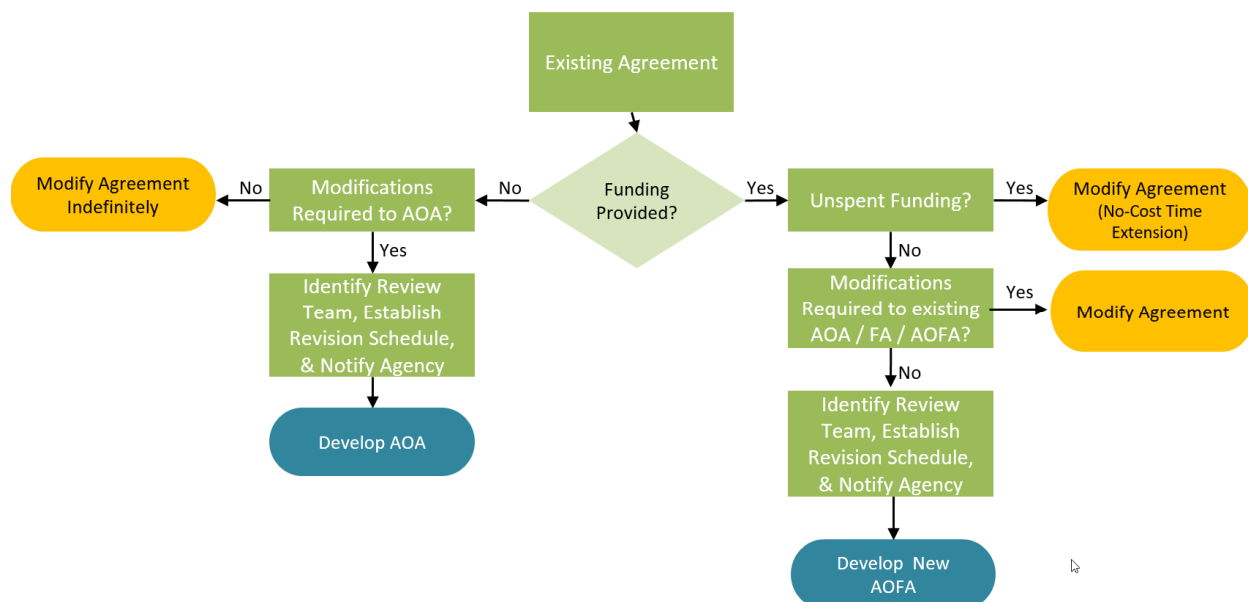 Existing Agreement
Funding
Provided?
No
Modifications
Required to AOA?
No
Modify Agreement
Indefinitely
Yes
Identify Review
Team, Establish
Revision Schedule,
& Notify Agency
Develop AOA
Yes
Unspent Funding?
Yes
Modify Agreement
(No-Cost Time
Extension)
No
Modifications
Required to existing
AOA / FA / AOFA?
Yes
Modify Agreement
No
Identify Review
Team, Establish
Revision Schedule,
& Notify Agency
Develop New
AOFA